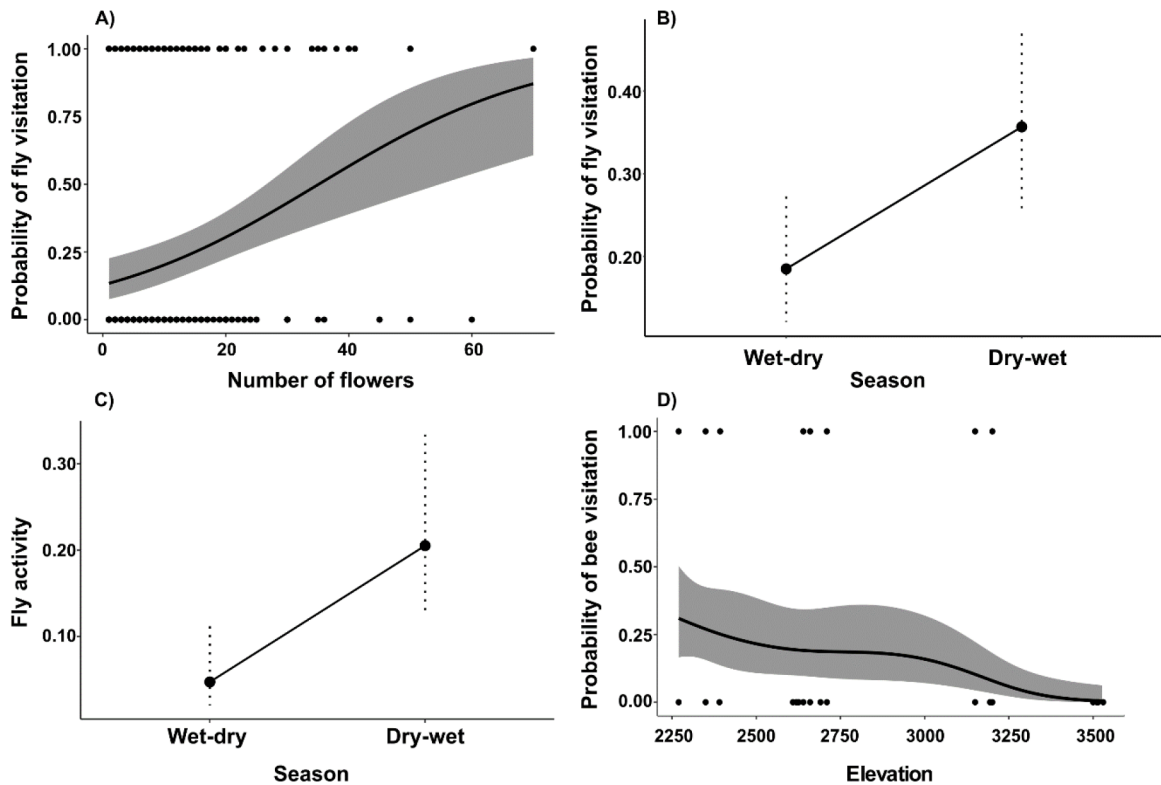 A)
1.00
0.75
0.50
0.25
0.00
0
20
40
60
Number of flowers
Probability of fly visitation
B)
0.40
0.30
0.20
Wet-dry
Dry-wet
Season
Probability of fly visitation
C)
0.30
0.20
0.10
Wet-dry
Dry-wet
Season
Fly activity
D)
1.00
0.75
0.50
0.25
0.00
2250
2500
2750
3000
3250
3500
Elevation
Probability of bee visitation